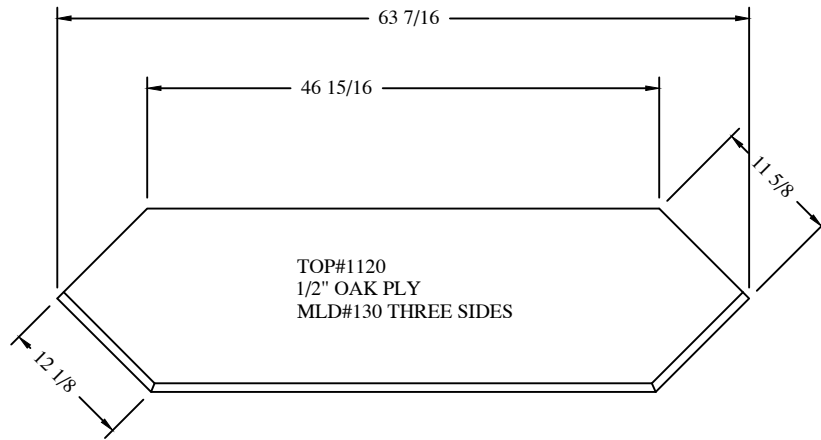 63 7/16
46 15/16
11 5/8
TOP#1120
1/2" OAK PLY
MLD#130 THREE SIDES
12 1/8